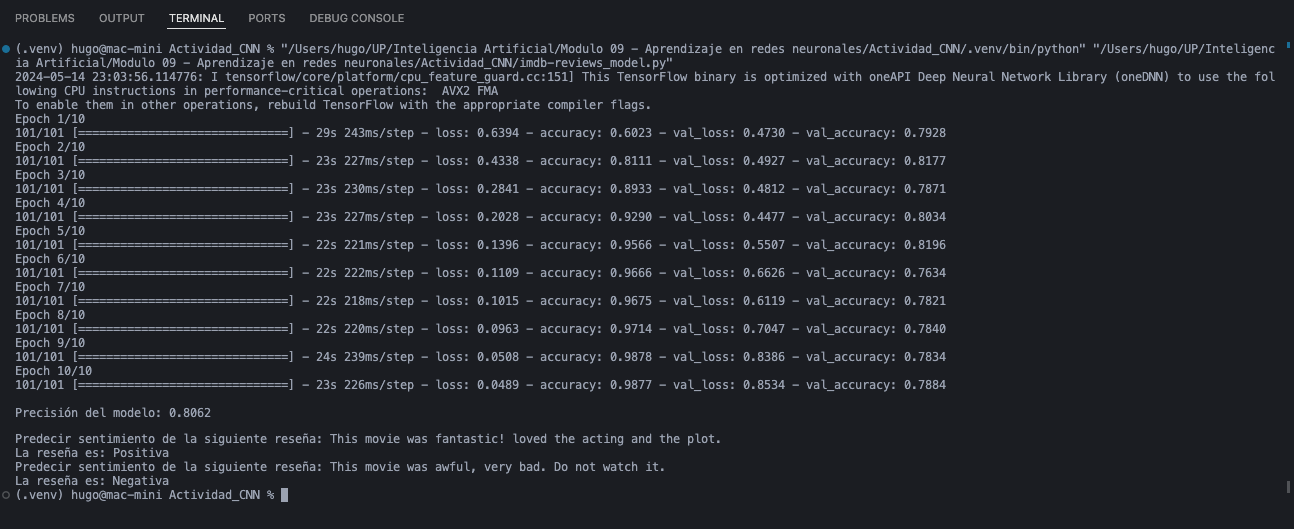 PROBLEMS OUTPUT TERMINAL PORTS DEBUG CONSOLE
(.venv) hugo@mac-mini Actividad_CNN % "/Users/hugo/UP/Inteligencia Artificial/Modulo 09 - Aprendizaje en redes neuronales/Actividad_CNN/.venv/bin/python" "/Users/hugo/UP/Inteligenc
ia Artificial/Modulo 09 - Aprendizaje en redes neuronales/Actividad_CNN/imdb-reviews_model.py"
2024-05-14 23:03:56.114776: I tensorflow/core/platform/cpu_feature_guard.cc:151] This TensorFlow binary is optimized with oneAPI Deep Neural Network Library (oneDNN) to use the fol
lowing CPU instructions in performance-critical operations:  AVX2 FMA
To enable them in other operations, rebuild TensorFlow with the appropriate compiler flags.
Epoch 1/10
101/101 [==============================] - 29s 243ms/step - loss: 0.6394 - accuracy: 0.6023 - val_loss: 0.4730 - val_accuracy: 0.7928
Epoch 2/10
101/101 [==============================] - 23s 227ms/step - loss: 0.4338 - accuracy: 0.8111 - val_loss: 0.4927 - val_accuracy: 0.8177
Epoch 3/10
101/101 [==============================] - 23s 230ms/step - loss: 0.2841 - accuracy: 0.8933 - val_loss: 0.4812 - val_accuracy: 0.7871
Epoch 4/10
101/101 [==============================] - 23s 227ms/step - loss: 0.2028 - accuracy: 0.9290 - val_loss: 0.4477 - val_accuracy: 0.8034
Epoch 5/10
101/101 [==============================] - 22s 221ms/step - loss: 0.1396 - accuracy: 0.9566 - val_loss: 0.5507 - val_accuracy: 0.8196
Epoch 6/10
101/101 [==============================] - 22s 222ms/step - loss: 0.1109 - accuracy: 0.9666 - val_loss: 0.6626 - val_accuracy: 0.7634
Epoch 7/10
101/101 [==============================] - 22s 218ms/step - loss: 0.1015 - accuracy: 0.9675 - val_loss: 0.6119 - val_accuracy: 0.7821
Epoch 8/10
101/101 [==============================] - 22s 220ms/step - loss: 0.0963 - accuracy: 0.9714 - val_loss: 0.7047 - val_accuracy: 0.7840
Epoch 9/10
101/101 [==============================] - 24s 239ms/step - loss: 0.0508 - accuracy: 0.9878 - val_loss: 0.8386 - val_accuracy: 0.7834
Epoch 10/10
101/101 [==============================] - 23s 226ms/step - loss: 0.0489 - accuracy: 0.9877 - val_loss: 0.8534 - val_accuracy: 0.7884
Precisión del modelo: 0.8062
Predecir sentimiento de la siguiente reseña: This movie was fantastic! loved the acting and the plot.
La reseña es: Positiva
Predecir sentimiento de la siguiente reseña: This movie was awful, very bad. Do not watch it.
La reseña es: Negativa
(.venv) hugo@mac-mini Actividad_CNN %